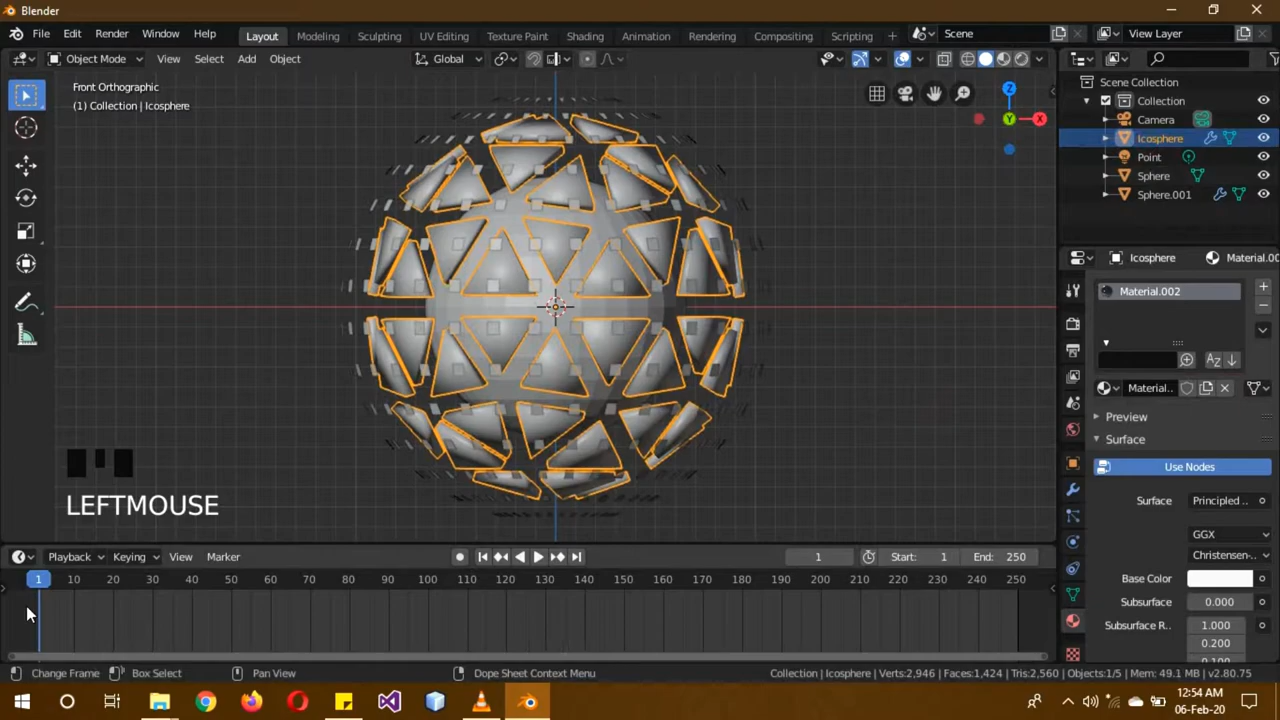 Blender
File Edit Render Window Help
Layout Modeling Sculpting UV Editing Texture Paint Shading Animation Rendering Compositing Scripting
Scene
View Layer
Object Mode View Select Add Object
Global
Front Orthographic
(1) Collection | Icosphere
Z
Y
X
Scene Collection
Collection
Camera
Icosphere
Point
Sphere
Sphere.001
Icosphere
Material.00
Material.002
Material..
Preview
Surface
Use Nodes
Surface Principled ..
GGX
Christensen-..
Base Color
Subsurface 0.000
Subsurface R.. 1.000
0.200
0.100
LEFTMOUSE
Playback Keying View Marker
1
Start: 1
End: 250
1 10 20 30 40 50 60 70 80 90 100 110 120 130 140 150 160 170 180 190 200 210 220 230 240 250
Change Frame Box Select Pan View Dope Sheet Context Menu
Collection | Icosphere | Verts:2,946 | Faces:1,424 | Tris:2,560 | Objects:1/5 | Mem: 49.1 MB | v2.80.75
12:54 AM
06-Feb-20